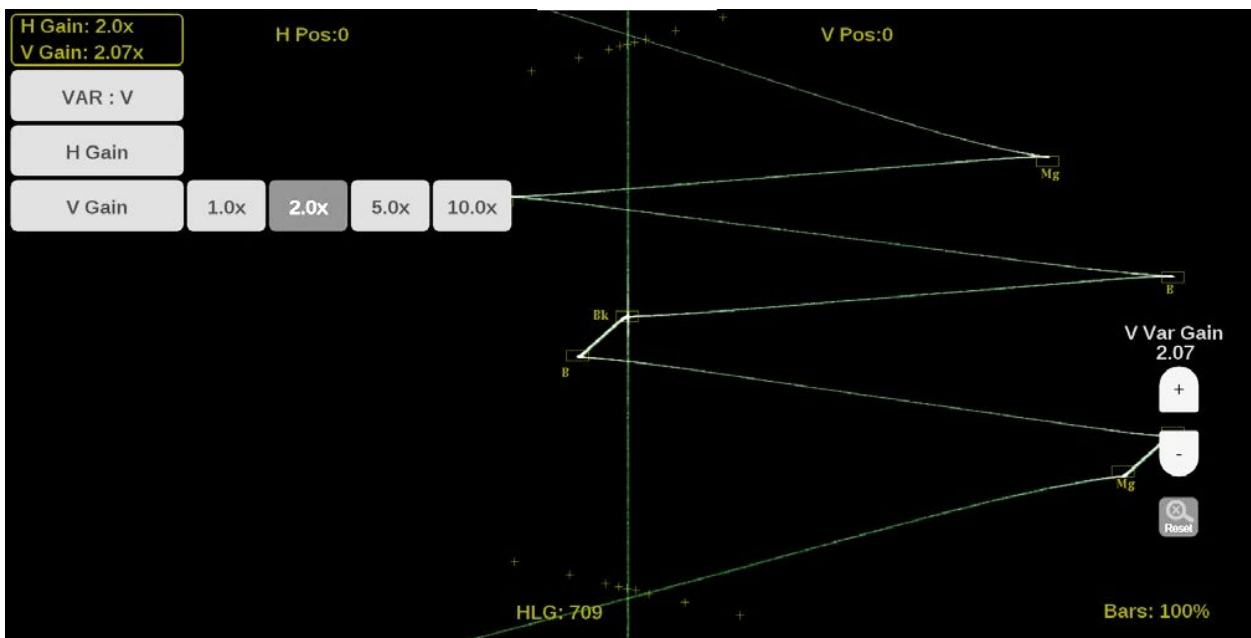 H Gain: 2.0x
V Gain: 2.07x
H Pos:0
V Pos:0
VAR : V
H Gain
V Gain
1.0x
2.0x
5.0x
10.0x
Mg
B
Bk
B
V Var Gain
2.07
+
-
Mg
Reset
HLG: 709
Bars: 100%